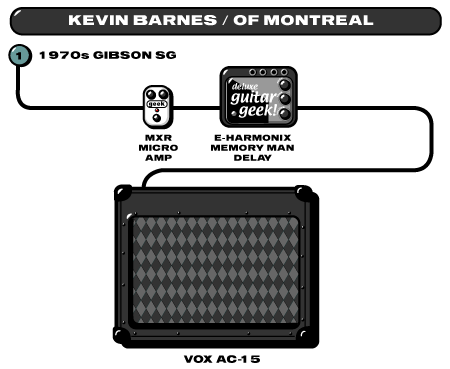 KEVIN BARNES / OF MONTREAL
1 1970s GIBSON SG
geek
deluxe
guitar
geek!
MXR
MICRO
AMP
E-HARMONIX
MEMORY MAN
DELAY
VOX AC-15